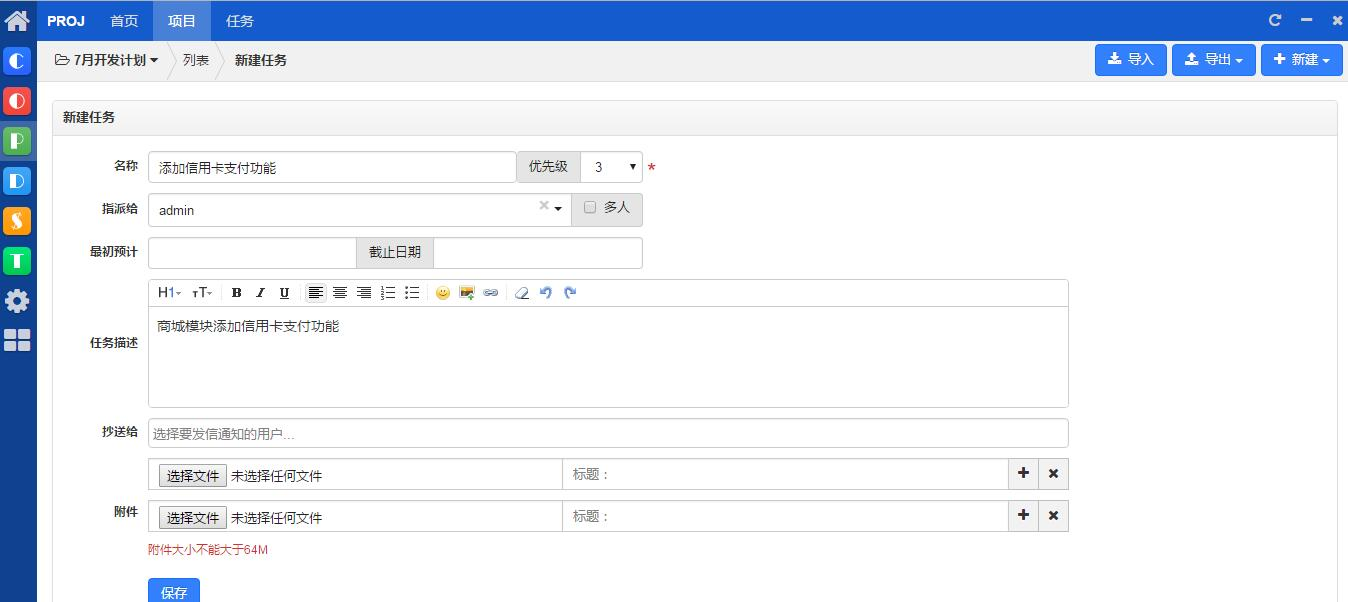 PROJ 首页 项目 任务
7月开发计划 列表 新建任务 导入 导出 新建
新建任务
名称 添加信用卡支付功能 优先级 3 *
指派给 admin 多人
最初预计 截止日期
H1 TT B I U
任务描述 商城模块添加信用卡支付功能
抄送给 选择要发信通知的用户...
选择文件 未选择任何文件 标题：
附件 选择文件 未选择任何文件 标题：
附件大小不能大于64M
保存